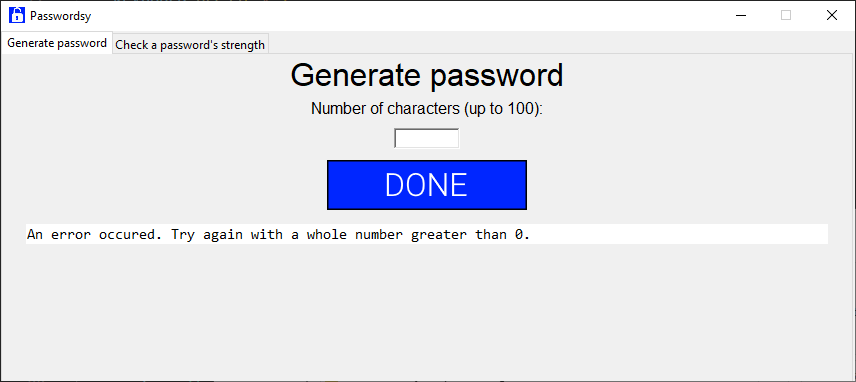 Passwordsy
Generate password
Check a password's strength
Generate password
Number of characters (up to 100):
DONE
An error occured. Try again with a whole number greater than 0.